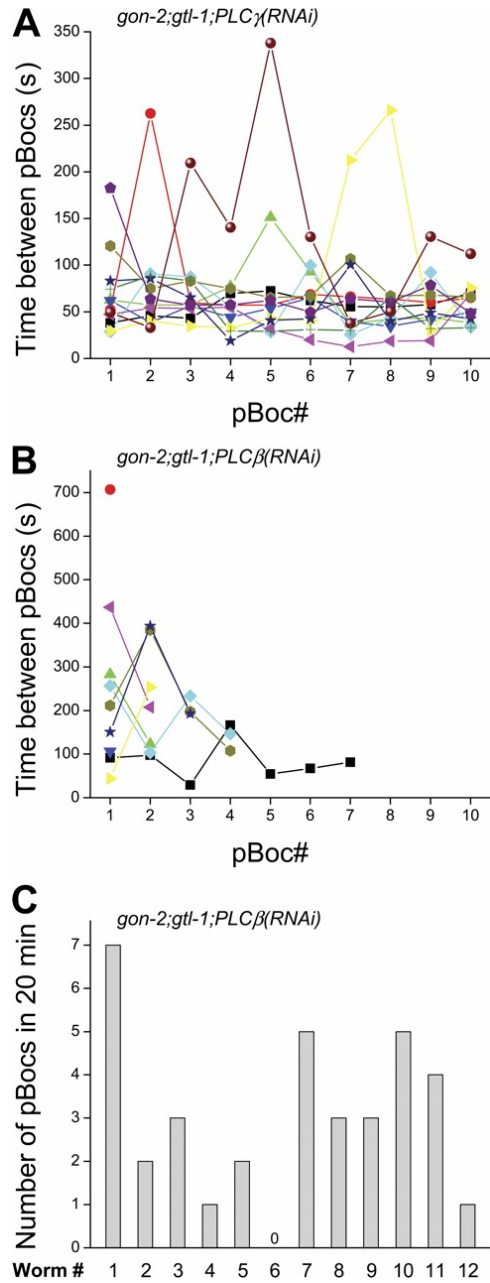 A
gon-2;gtl-1;PLCγ(RNAi)
Time between pBocs (s)
350
300
250
200
150
100
50
0
1 2 3 4 5 6 7 8 9 10
pBoc#
B
gon-2;gtl-1;PLCβ(RNAi)
Time between pBocs (s)
700
600
500
400
300
200
100
0
1 2 3 4 5 6 7 8 9 10
pBoc#
C
gon-2;gtl-1;PLCβ(RNAi)
Number of pBocs in 20 min
7
6
5
4
3
2
1
0
0
Worm # 1 2 3 4 5 6 7 8 9 10 11 12